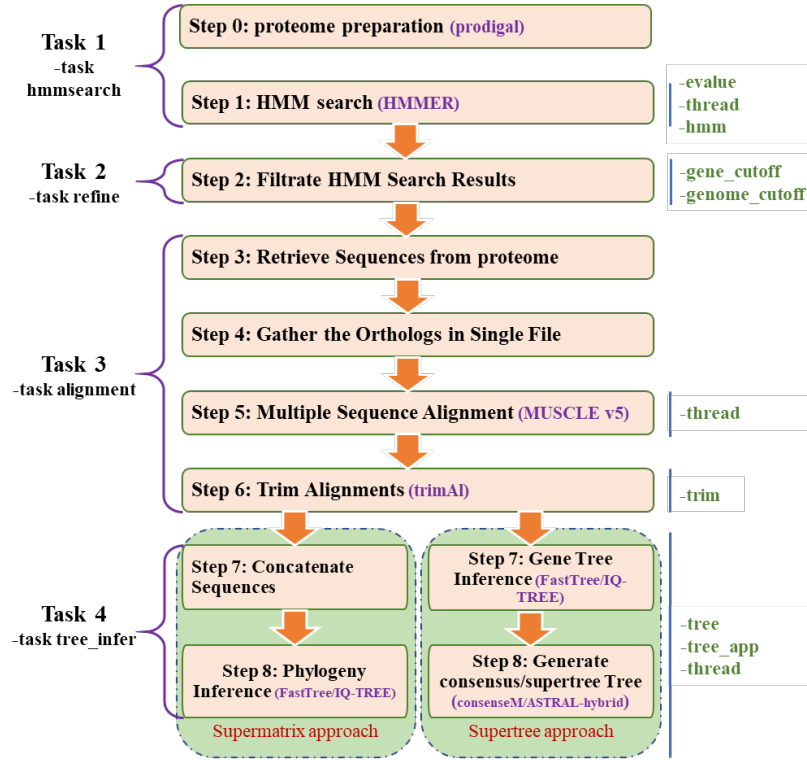 Task 1
-task
hmmsearch
Step 0: proteome preparation (prodigal)
Step 1: HMM search (HMMER)
-evalue
-thread
-hmm
Task 2
-task refine
Step 2: Filtrate HMM Search Results
-gene_cutoff
-genome_cutoff
Task 3
-task alignment
Step 3: Retrieve Sequences from proteome
Step 4: Gather the Orthologs in Single File
Step 5: Multiple Sequence Alignment (MUSCLE v5)
-thread
Step 6: Trim Alignments (trimAl)
-trim
Task 4
-task tree_infer
Step 7: Concatenate
Sequences
Step 8: Phylogeny
Inference (FastTree/IQ-TREE)
Supermatrix approach
Step 7: Gene Tree
Inference (FastTree/IQ-
TREE)
Step 8: Generate
consensus/supertree Tree
(consenseM/ASTRAL-hybrid)
Supertree approach
-tree
-tree_app
-thread